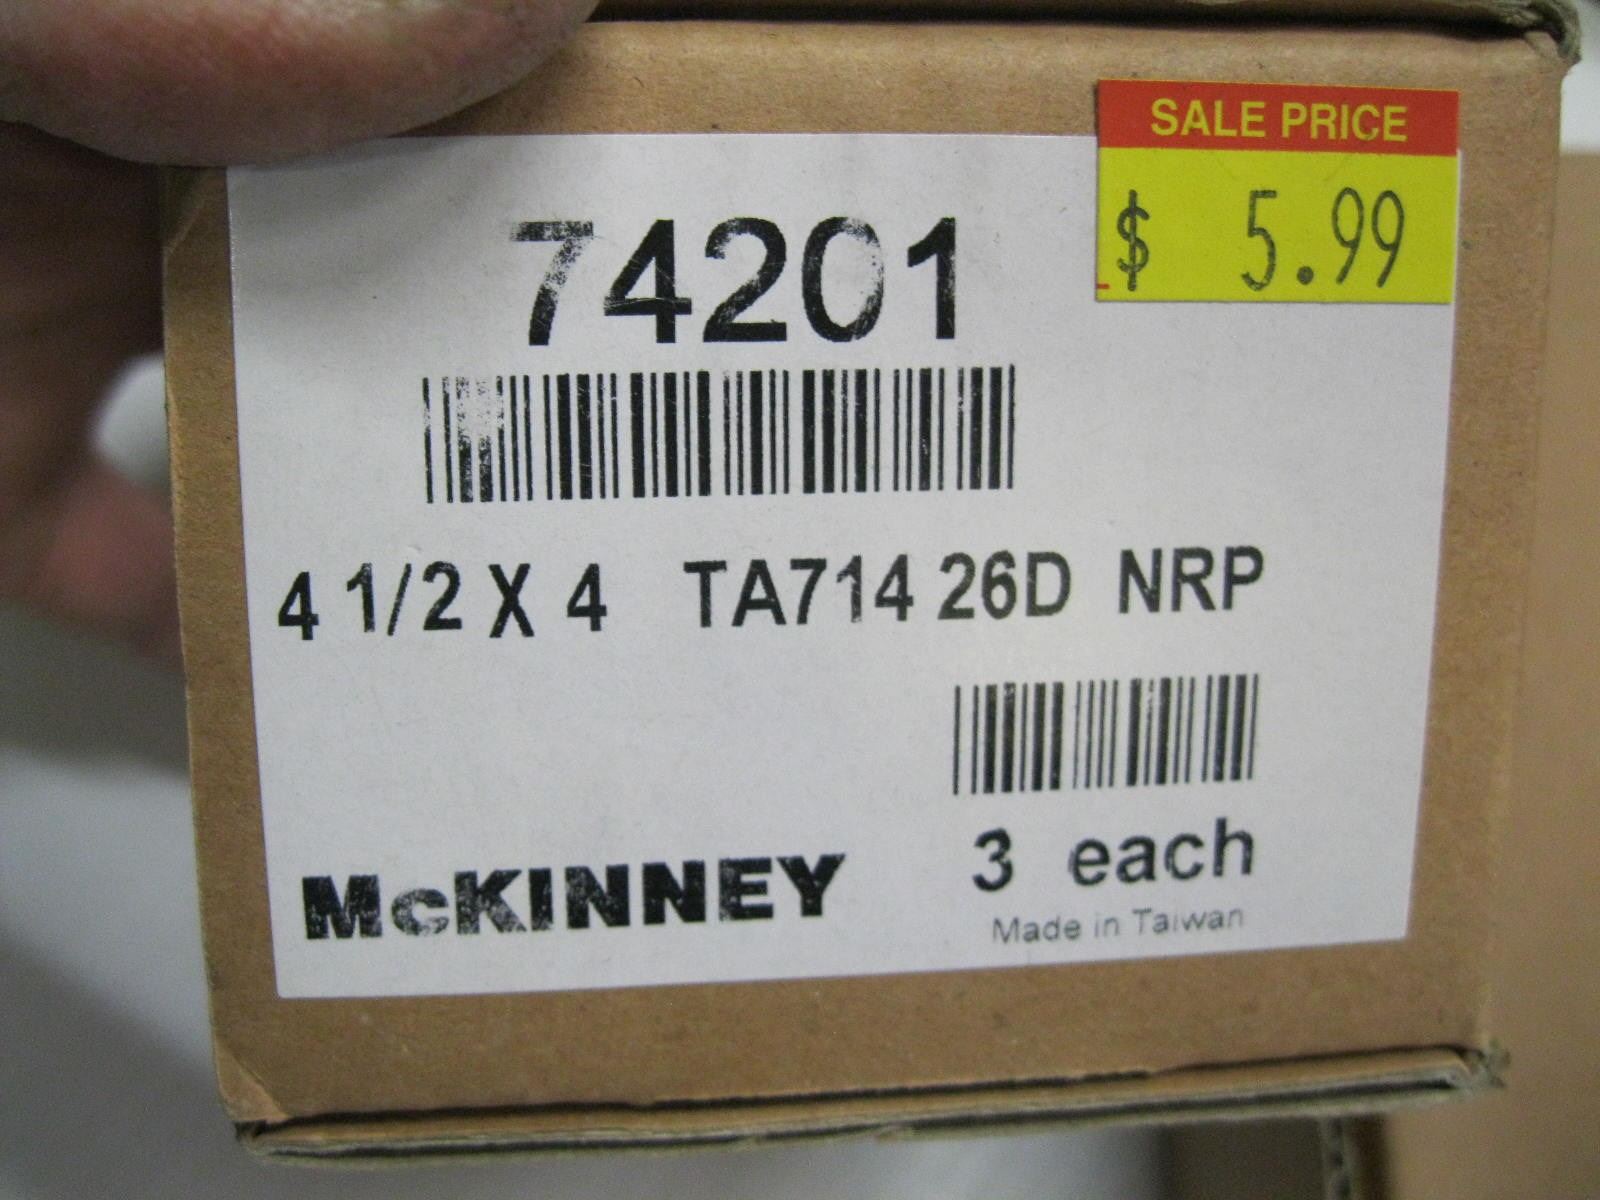 SALE PRICE
$ 5.99
74201
4 1/2 X 4 TA714 26D NRP
3 each
McKINNEY
Made in Taiwan